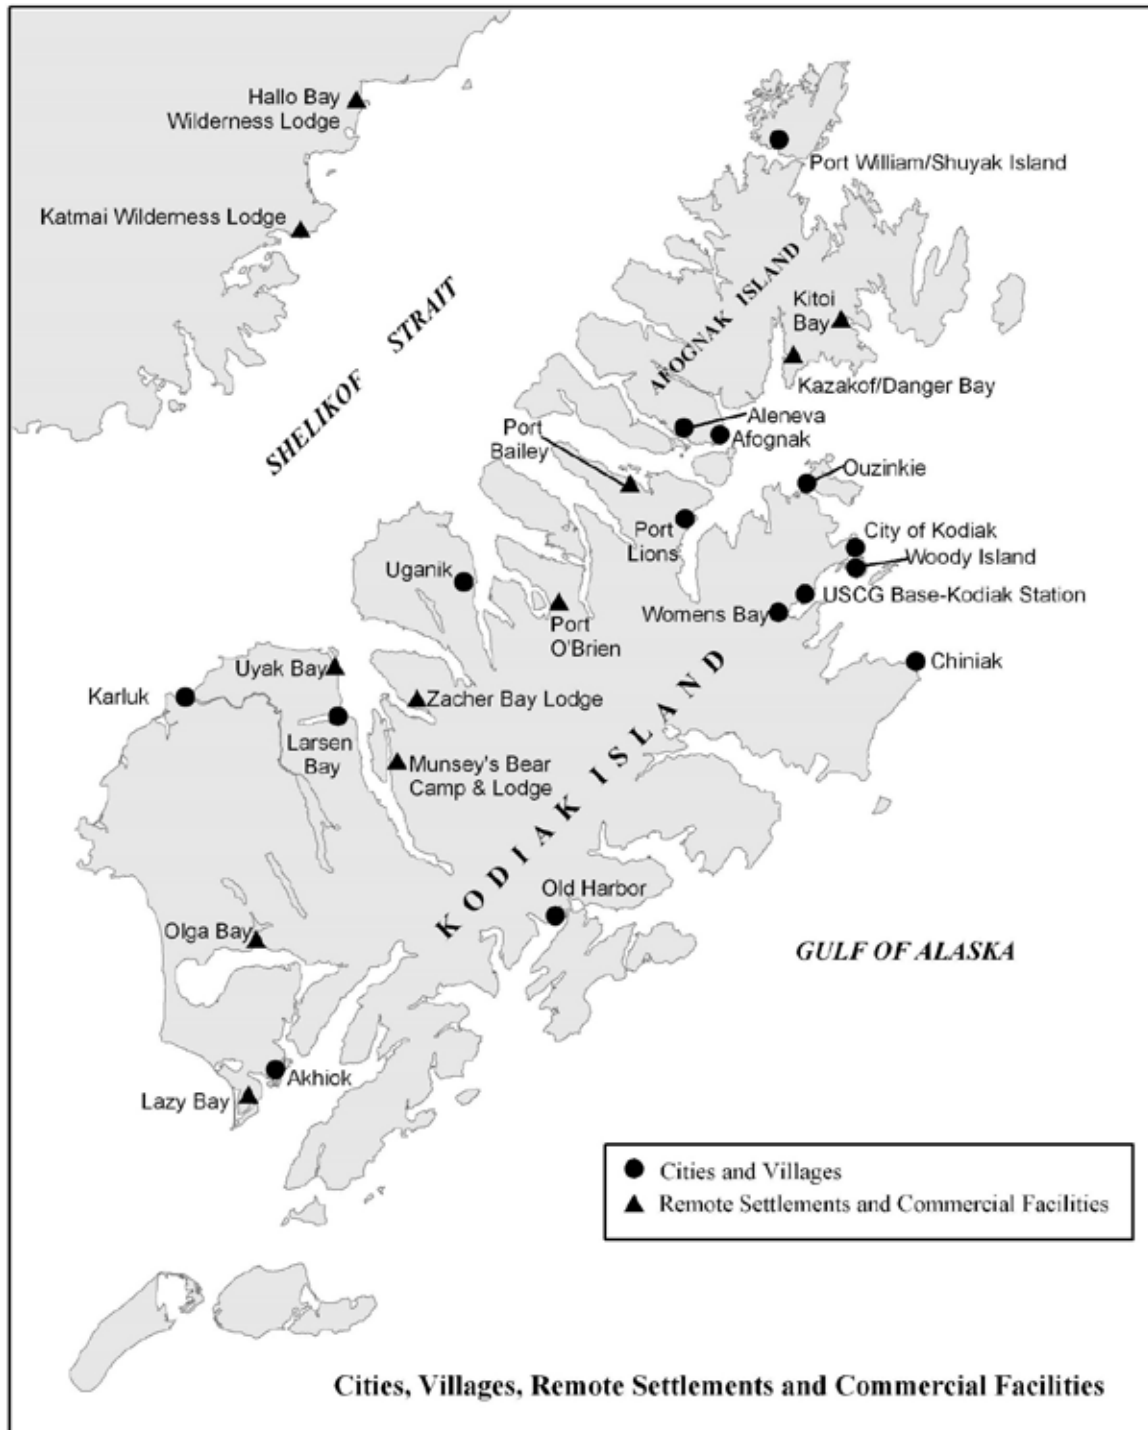 Hallo Bay
Wilderness Lodge
Port William/Shuyak Island
Katmai Wilderness Lodge
SHELIKOF STRAIT
AFOGNAK ISLAND
Kitoi
Bay
Kazakof/Danger Bay
Aleneva
Afognak
Port
Bailey
Ouzinkie
Port
Lions
City of Kodiak
Woody Island
USCG Base-Kodiak Station
Womens Bay
Uganik
Port
O'Brien
Chiniak
Uyak Bay
Karluk
Zacher Bay Lodge
Larsen
Bay
Munsey's Bear
Camp & Lodge
KODIAK ISLAND
Old Harbor
Olga Bay
GULF OF ALASKA
Akhiok
Lazy Bay
Cities and Villages
Remote Settlements and Commercial Facilities
Cities, Villages, Remote Settlements and Commercial Facilities